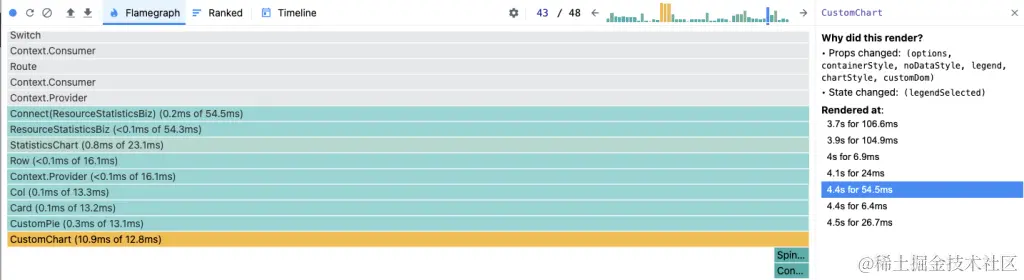 Flamegraph Ranked Timeline 43 / 48 CustomChart
Switch
Context.Consumer
Route
Context.Consumer
Context.Provider
Connect(ResourceStatisticsBiz) (0.2ms of 54.5ms)
ResourceStatisticsBiz (<0.1ms of 54.3ms)
StatisticsChart (0.8ms of 23.1ms)
Row (<0.1ms of 16.1ms)
Context.Provider (<0.1ms of 16.1ms)
Col (0.1ms of 13.3ms)
Card (0.1ms of 13.2ms)
CustomPie (0.3ms of 13.1ms)
CustomChart (10.9ms of 12.8ms)
Spin...
Con...
Why did this render?
• Props changed: (options,
containerStyle, noDataStyle, legend,
chartStyle, customDom)
• State changed: (legendSelected)
Rendered at:
3.7s for 106.6ms
3.9s for 104.9ms
4s for 6.9ms
4.1s for 24ms
4.4s for 54.5ms
4.4s for 6.4ms
4.5s for 26.7ms
@稀土掘金技术社区